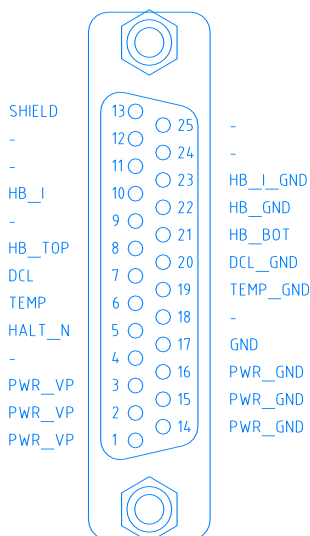 SHIELD 13
25 -
- 12
24 -
- 11
23 HB_I_GND
HB_I 10
22 HB_GND
- 9
21 HB_BOT
HB_TOP 8
20 DCL_GND
DCL 7
19 TEMP_GND
TEMP 6
18 -
HALT_N 5
17 GND
- 4
16 PWR_GND
PWR_VP 3
15 PWR_GND
PWR_VP 2
14 PWR_GND
PWR_VP 1